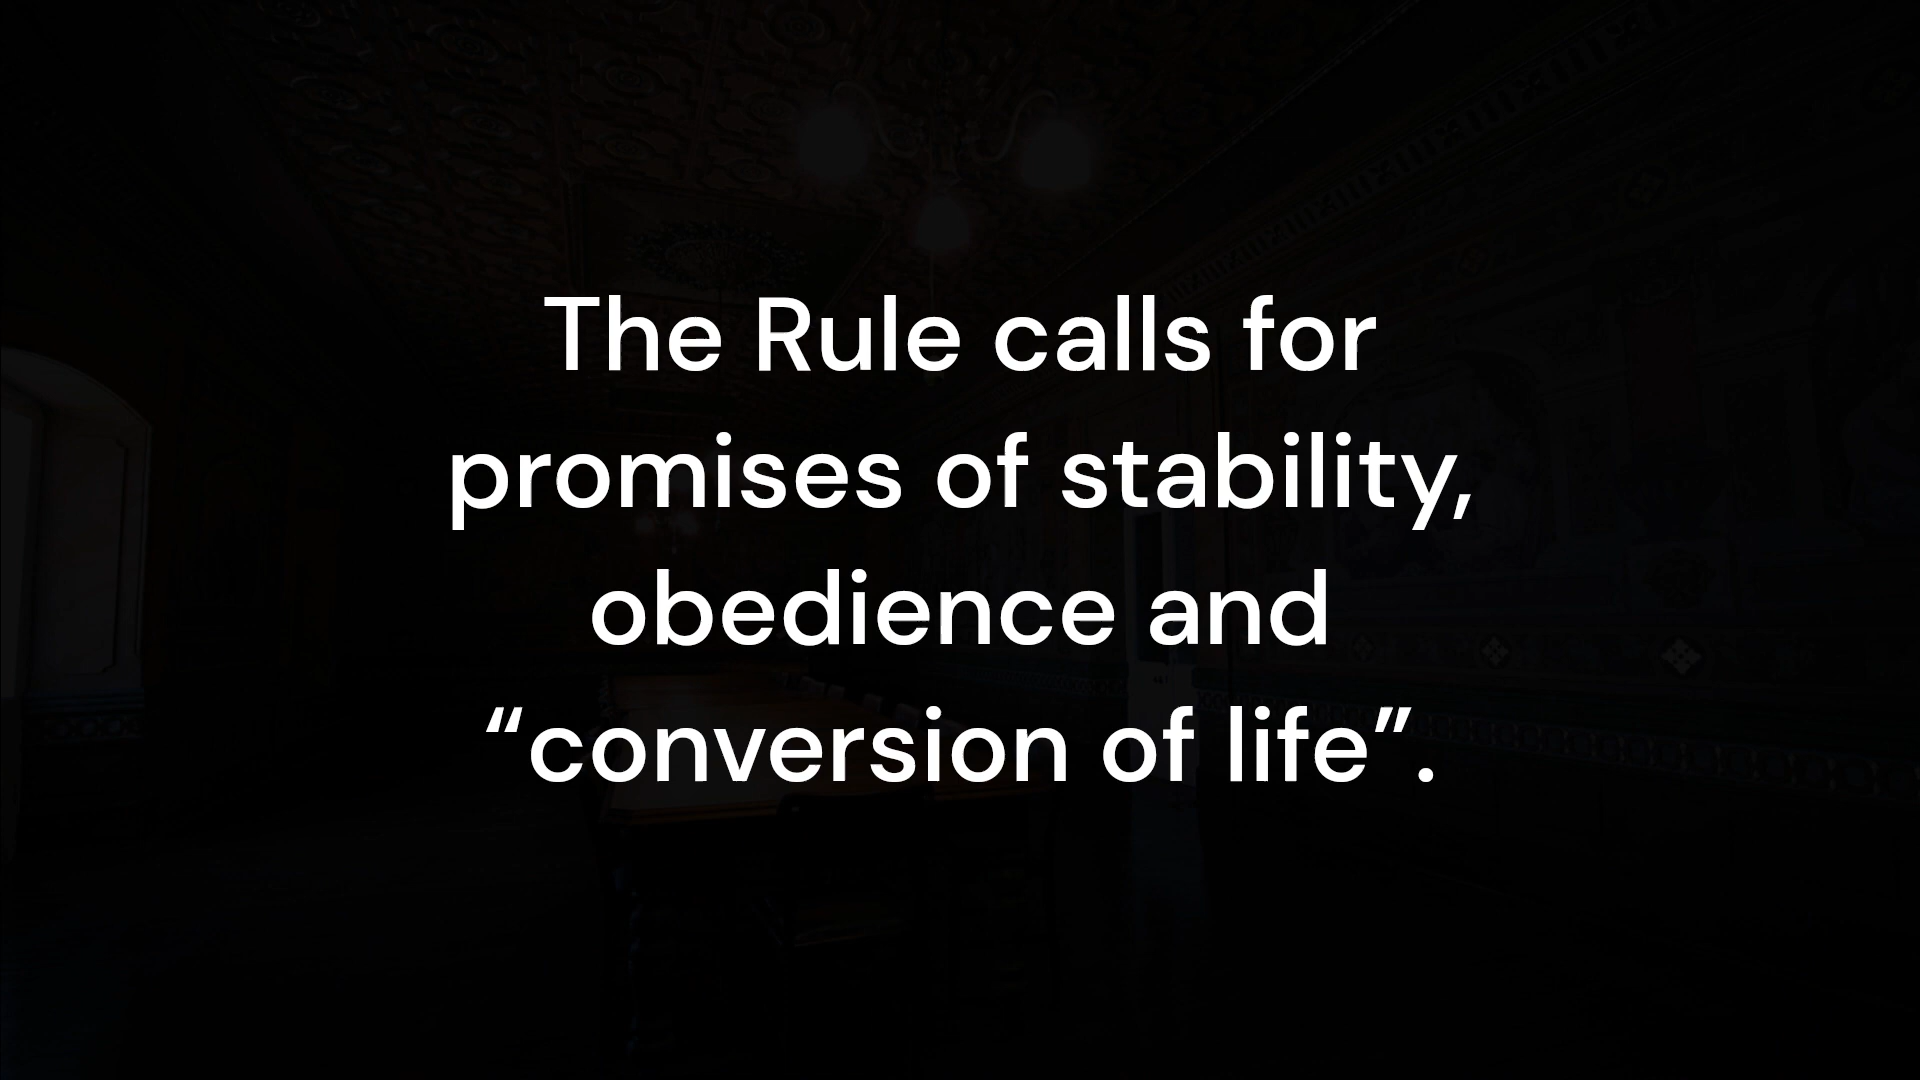 The Rule calls for
promises of stability,
obedience and
“conversion of life”.